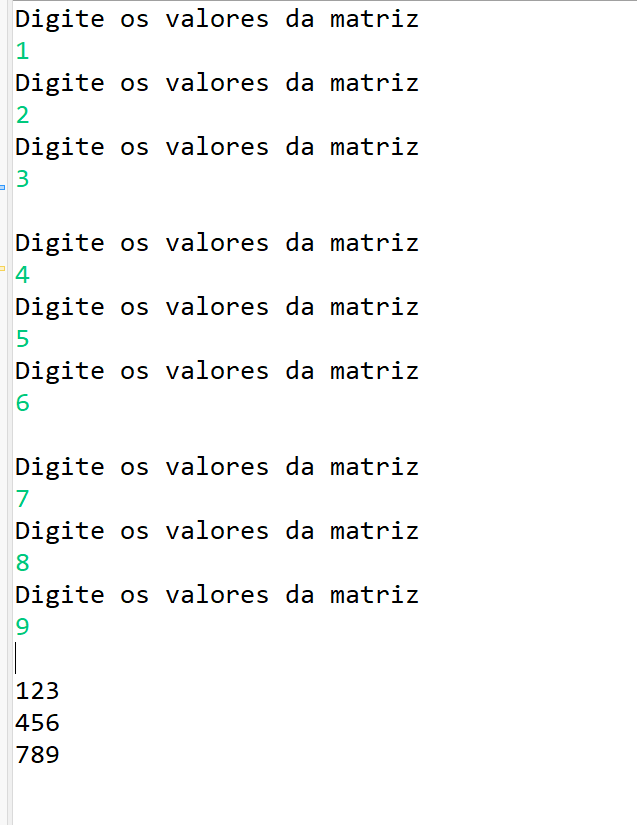 Digite os valores da matriz
1
Digite os valores da matriz
2
Digite os valores da matriz
3
Digite os valores da matriz
4
Digite os valores da matriz
5
Digite os valores da matriz
6
Digite os valores da matriz
7
Digite os valores da matriz
8
Digite os valores da matriz
9
123
456
789